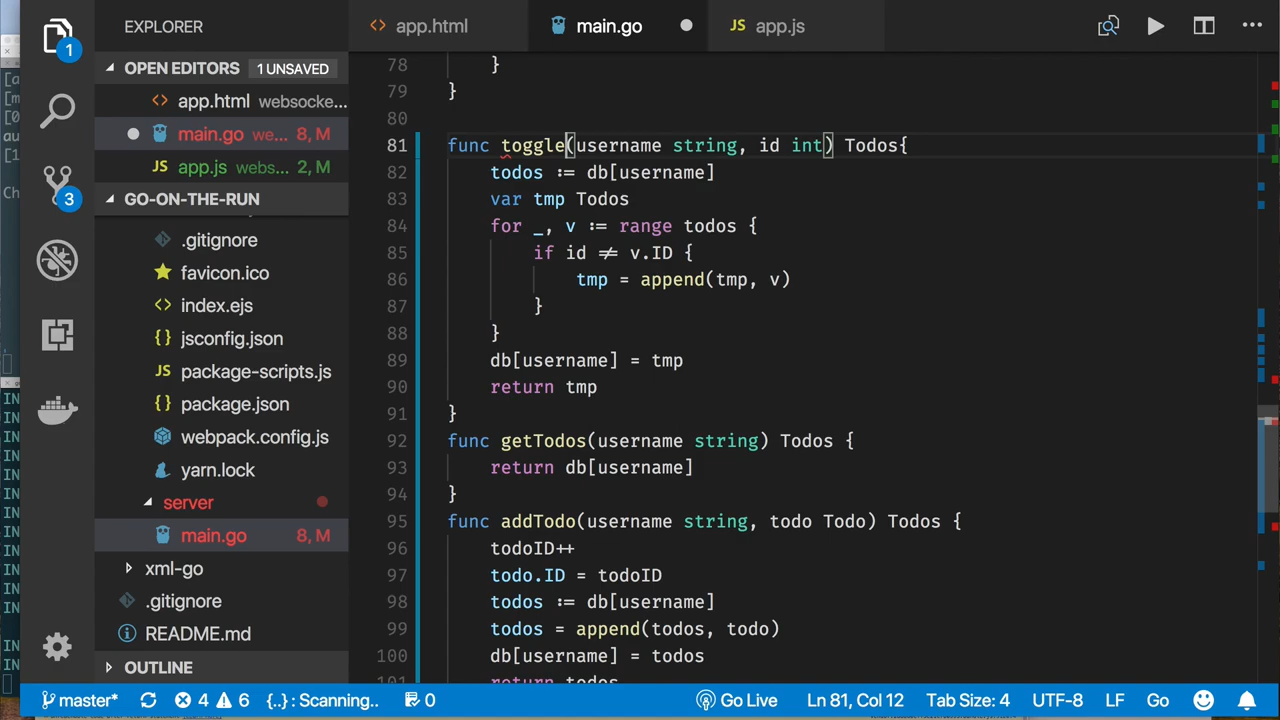 EXPLORER
app.html
main.go
app.js
OPEN EDITORS 1 UNSAVED
app.html websocke...
main.go we... 8, M
app.js webs... 2, M
GO-ON-THE-RUN
.gitignore
favicon.ico
index.ejs
jsconfig.json
package-scripts.js
package.json
webpack.config.js
yarn.lock
server
main.go 8, M
xml-go
.gitignore
README.md
OUTLINE
1
3
78 }
79 }
80
81 func toggle(username string, id int) Todos{
82 todos := db[username]
83 var tmp Todos
84 for _, v := range todos {
85 if id ≠ v.ID {
86 tmp = append(tmp, v)
87 }
88 }
89 db[username] = tmp
90 return tmp
91 }
92 func getTodos(username string) Todos {
93 return db[username]
94 }
95 func addTodo(username string, todo Todo) Todos {
96 todoID++
97 todo.ID = todoID
98 todos := db[username]
99 todos = append(todos, todo)
100 db[username] = todos
return todos
master* 4 6 {..} : Scanning... 0 Go Live Ln 81, Col 12 Tab Size: 4 UTF-8 LF Go